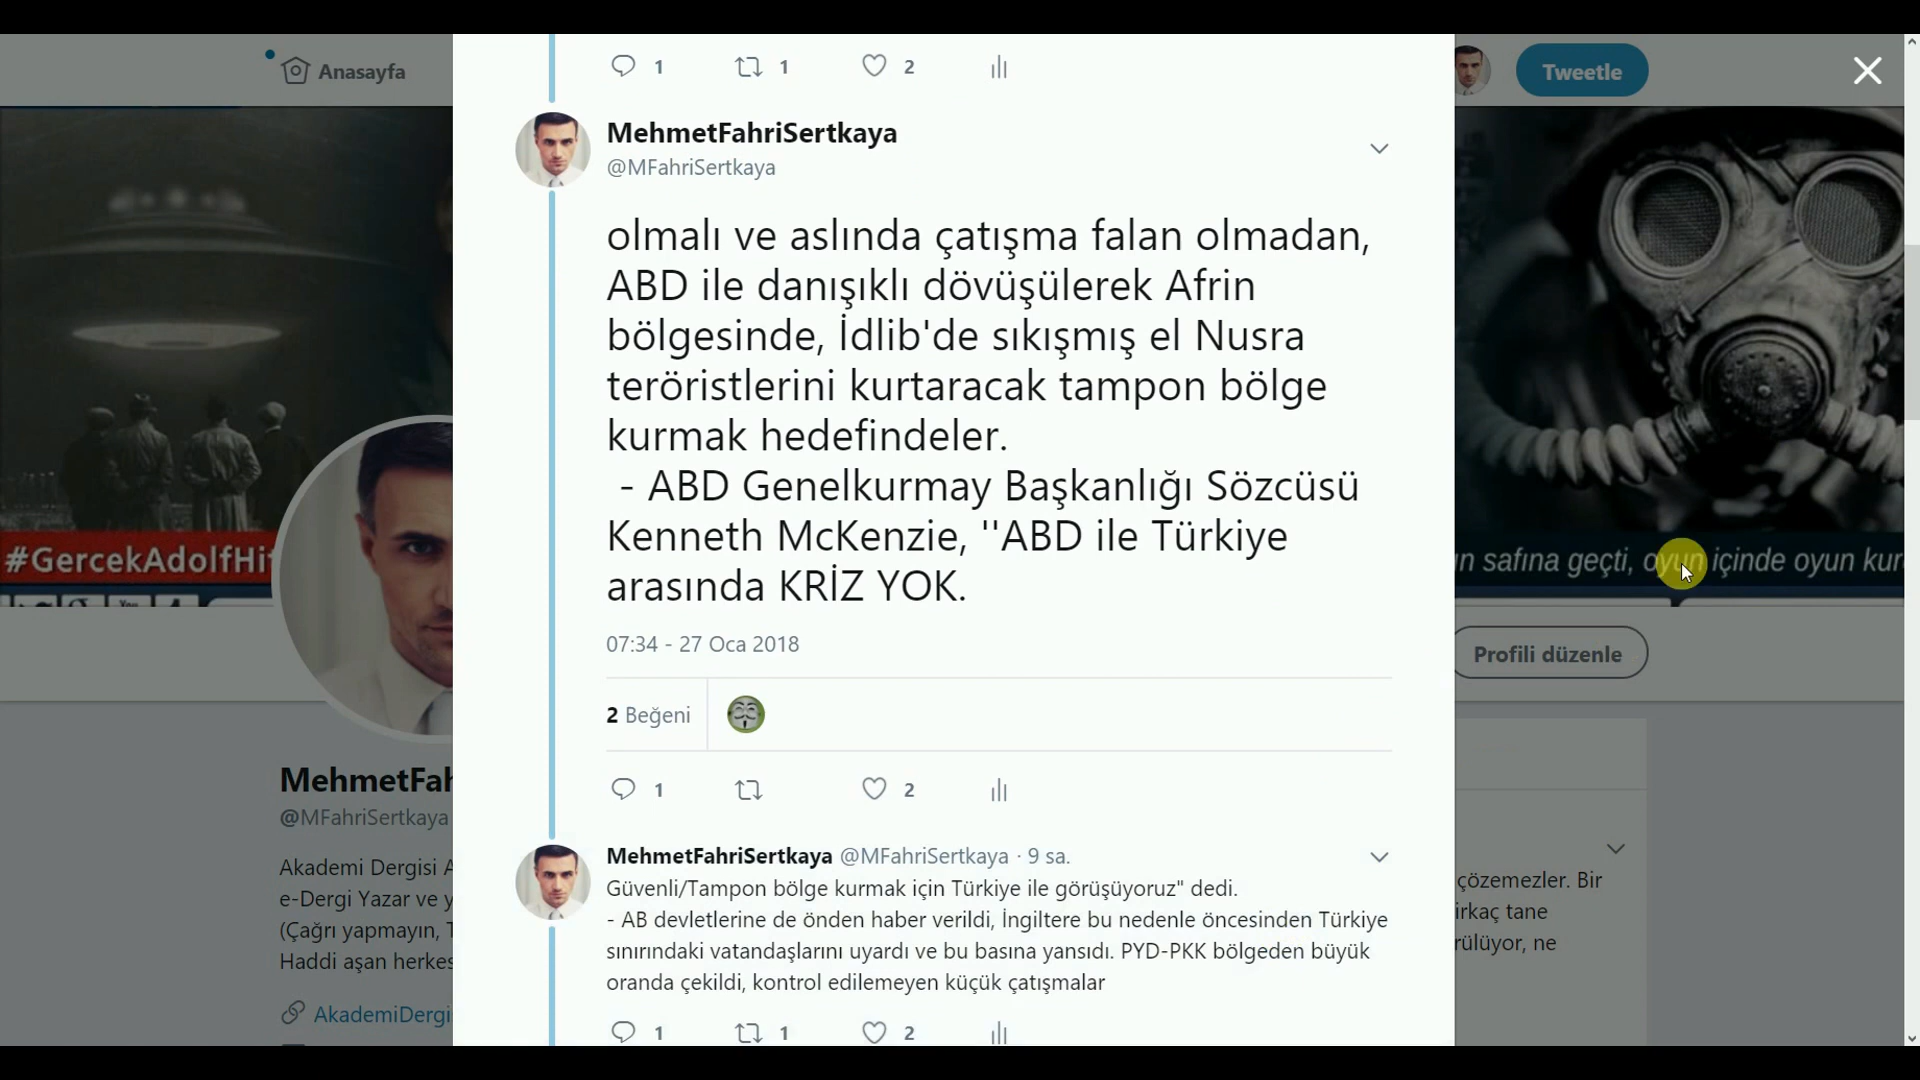 Anasayfa
Tweetle
1 1 2
MehmetFahriSertkaya
@MFahriSertkaya
olmalı ve aslında çatışma falan olmadan,
ABD ile danışıklı dövüşülerek Afrin
bölgesinde, İdlib'de sıkışmış el Nusra
teröristlerini kurtaracak tampon bölge
kurmak hedefindeler.
- ABD Genelkurmay Başkanlığı Sözcüsü
Kenneth McKenzie, ''ABD ile Türkiye
arasında KRİZ YOK.
07:34 - 27 Oca 2018
2 Beğeni
1 2
MehmetFahriSertkaya @MFahriSertkaya · 9 sa.
Güvenli/Tampon bölge kurmak için Türkiye ile görüşüyoruz" dedi.
- AB devletlerine de önden haber verildi, İngiltere bu nedenle öncesinden Türkiye
sınırındaki vatandaşlarını uyardı ve bu basına yansıdı. PYD-PKK bölgeden büyük
oranda çekildi, kontrol edilemeyen küçük çatışmalar
1 1 2
#GercekAdolfHit
safına geçti, oyun içinde oyun kur
Profili düzenle
MehmetFah
@MFahriSertkaya
Akademi Dergisi A
e-Dergi Yazar ve y
(Çağrı yapmayın, T
Haddi aşan herkes
AkademiDergi
çözemezler. Bir
irkaç tane
rülüyor, ne